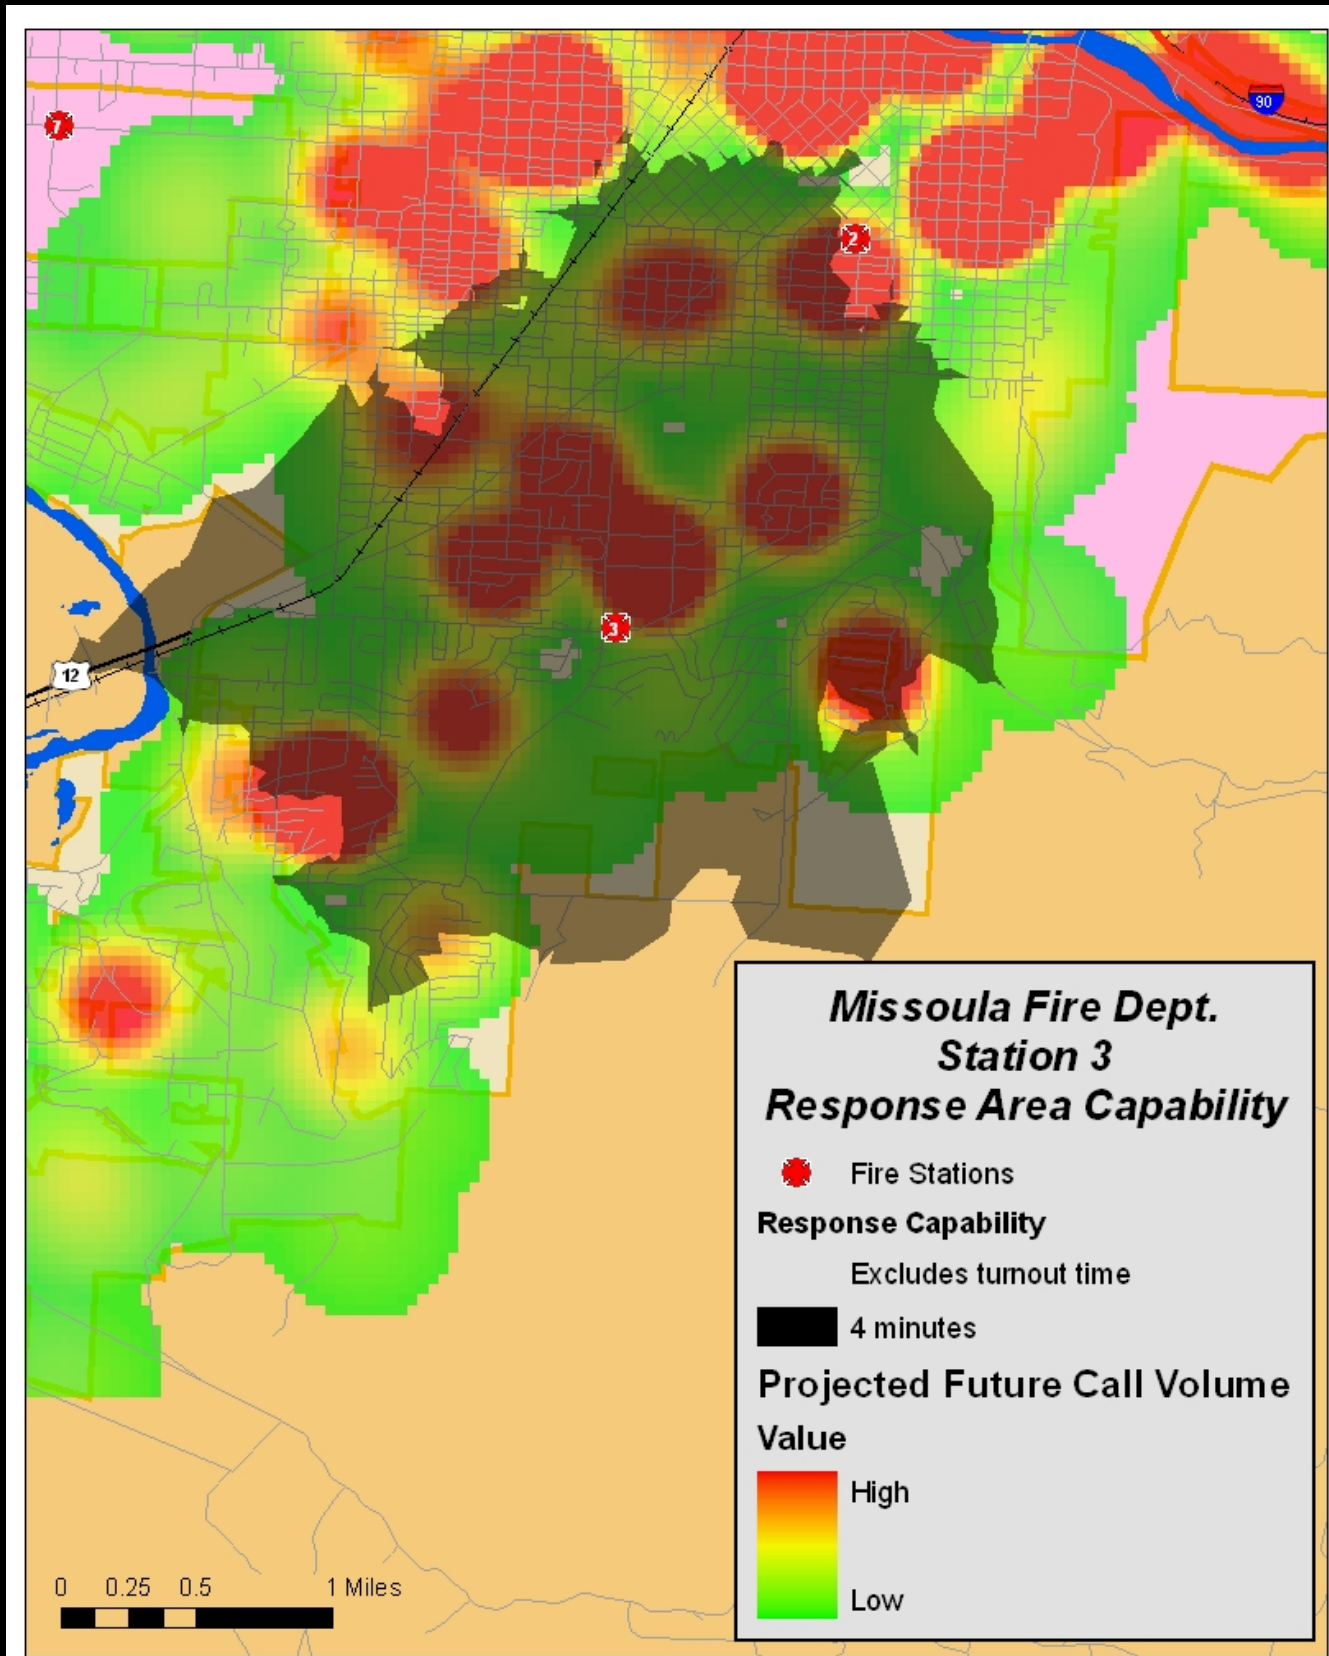 7
90
2
3
12
Missoula Fire Dept.
Station 3
Response Area Capability
Fire Stations
Response Capability
Excludes turnout time
4 minutes
Projected Future Call Volume
Value
High
Low
0 0.25 0.5 1 Miles